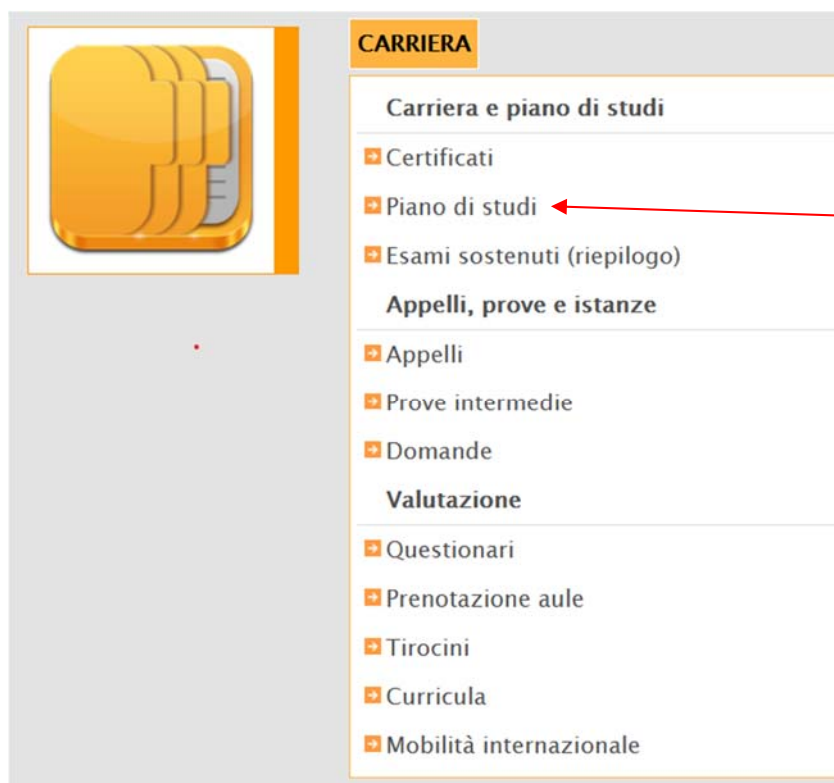 CARRIERA
Carriera e piano di studi
Certificati
Piano di studi
Esami sostenuti (riepilogo)
Appelli, prove e istanze
Appelli
Prove intermedie
Domande
Valutazione
Questionari
Prenotazione aule
Tirocini
Curricula
Mobilità internazionale